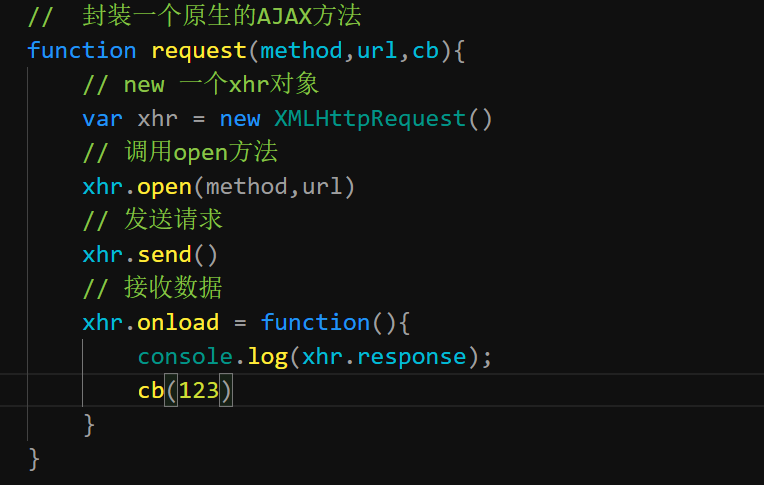 //  封装一个原生的AJAX方法
function request(method,url,cb){
    // new 一个xhr对象
    var xhr = new XMLHttpRequest()
    // 调用open方法
    xhr.open(method,url)
    // 发送请求
    xhr.send()
    // 接收数据
    xhr.onload = function(){
        console.log(xhr.response);
        cb(123)
    }
}